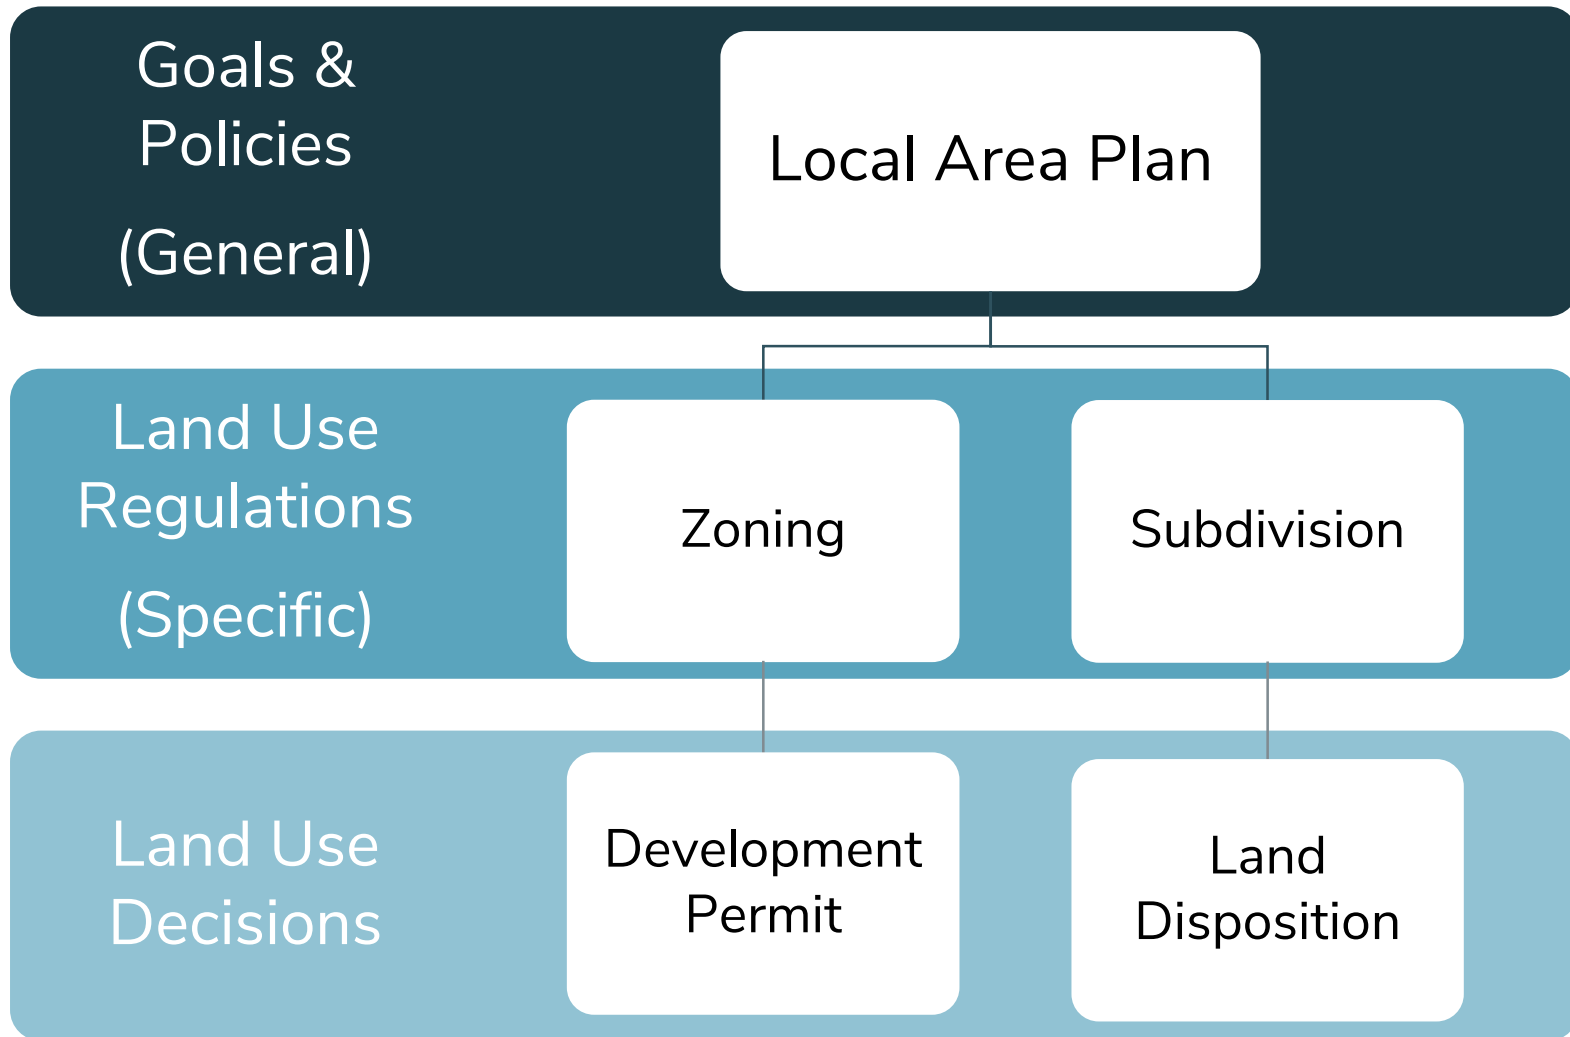 Goals &
Policies
(General)
Local Area Plan
Land Use
Regulations
(Specific)
Zoning
Subdivision
Land Use
Decisions
Development
Permit
Land
Disposition